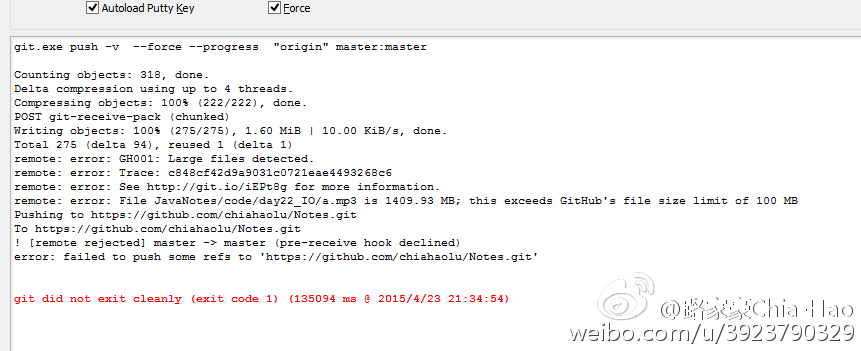 Autoload Putty Key
Force
git.exe push -v --force --progress "origin" master:master
Counting objects: 318, done.
Delta compression using up to 4 threads.
Compressing objects: 100% (222/222), done.
POST git-receive-pack (chunked)
Writing objects: 100% (275/275), 1.60 MiB | 10.00 KiB/s, done.
Total 275 (delta 94), reused 1 (delta 1)
remote: error: GH001: Large files detected.
remote: error: Trace: c848cf42d9a9031c0721eae4493268c6
remote: error: See http://git.io/iEPt8g for more information.
remote: error: File JavaNotes/code/day22_IO/a.mp3 is 1409.93 MB; this exceeds GitHub's file size limit of 100 MB
Pushing to https://github.com/chiahaolu/Notes.git
To https://github.com/chiahaolu/Notes.git
! [remote rejected] master -> master (pre-receive hook declined)
error: failed to push some refs to 'https://github.com/chiahaolu/Notes.git'
git did not exit cleanly (exit code 1) (135094 ms @ 2015/4/23 21:34:54)
@路家豪Chia-Hao
weibo.com/u/3923790329